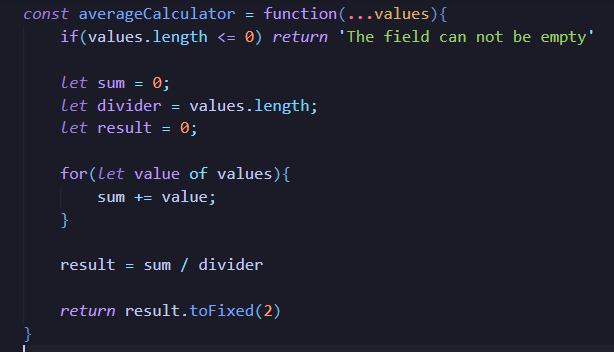 const averageCalculator = function(...values){
if(values.length <= 0) return 'The field can not be empty'
let sum = 0;
let divider = values.length;
let result = 0;
for(let value of values){
sum += value;
}
result = sum / divider
return result.toFixed(2)
}